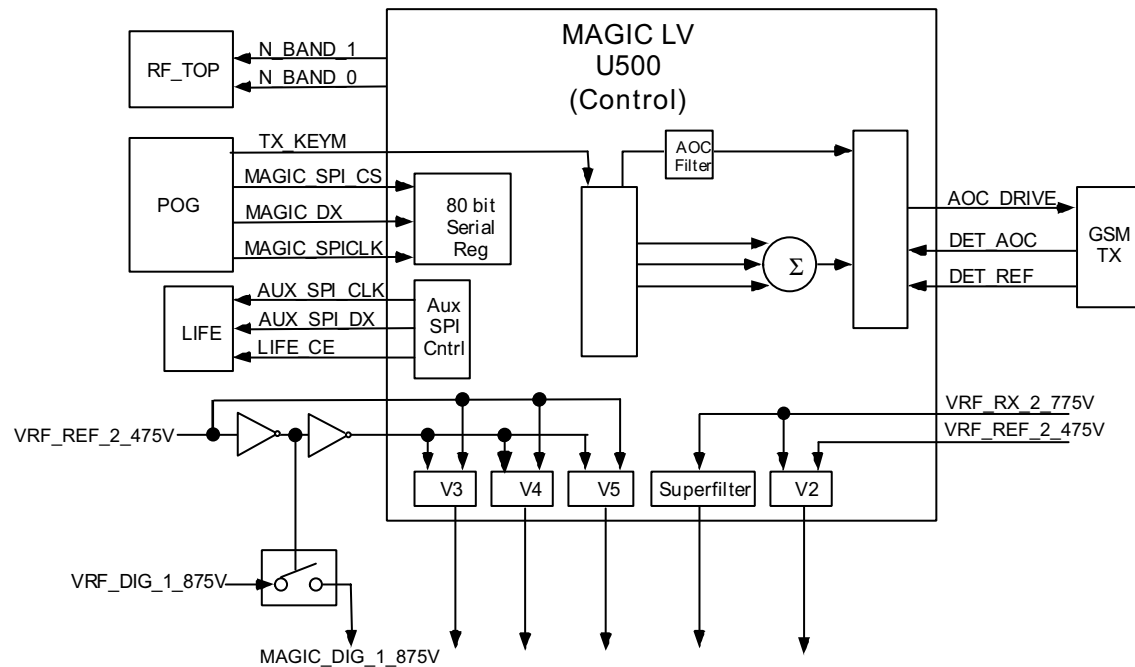 MAGIC LV
U500
(Control)
N_BAND_1
N_BAND_0
RF_TOP
TX_KEYM
MAGIC_SPI_CS
MAGIC_DX
MAGIC_SPICLK
POG
80 bit
Serial
Reg
AOC
Filter
Σ
AOC_DRIVE
DET_AOC
DET_REF
GSM
TX
AUX_SPI_CLK
AUX_SPI_DX
LIFE_CE
LIFE
Aux
SPI
Cntrl
VRF_REF_2_475V
VRF_RX_2_775V
VRF_REF_2_475V
V3
V4
V5
Superfilter
V2
VRF_DIG_1_875V
MAGIC_DIG_1_875V